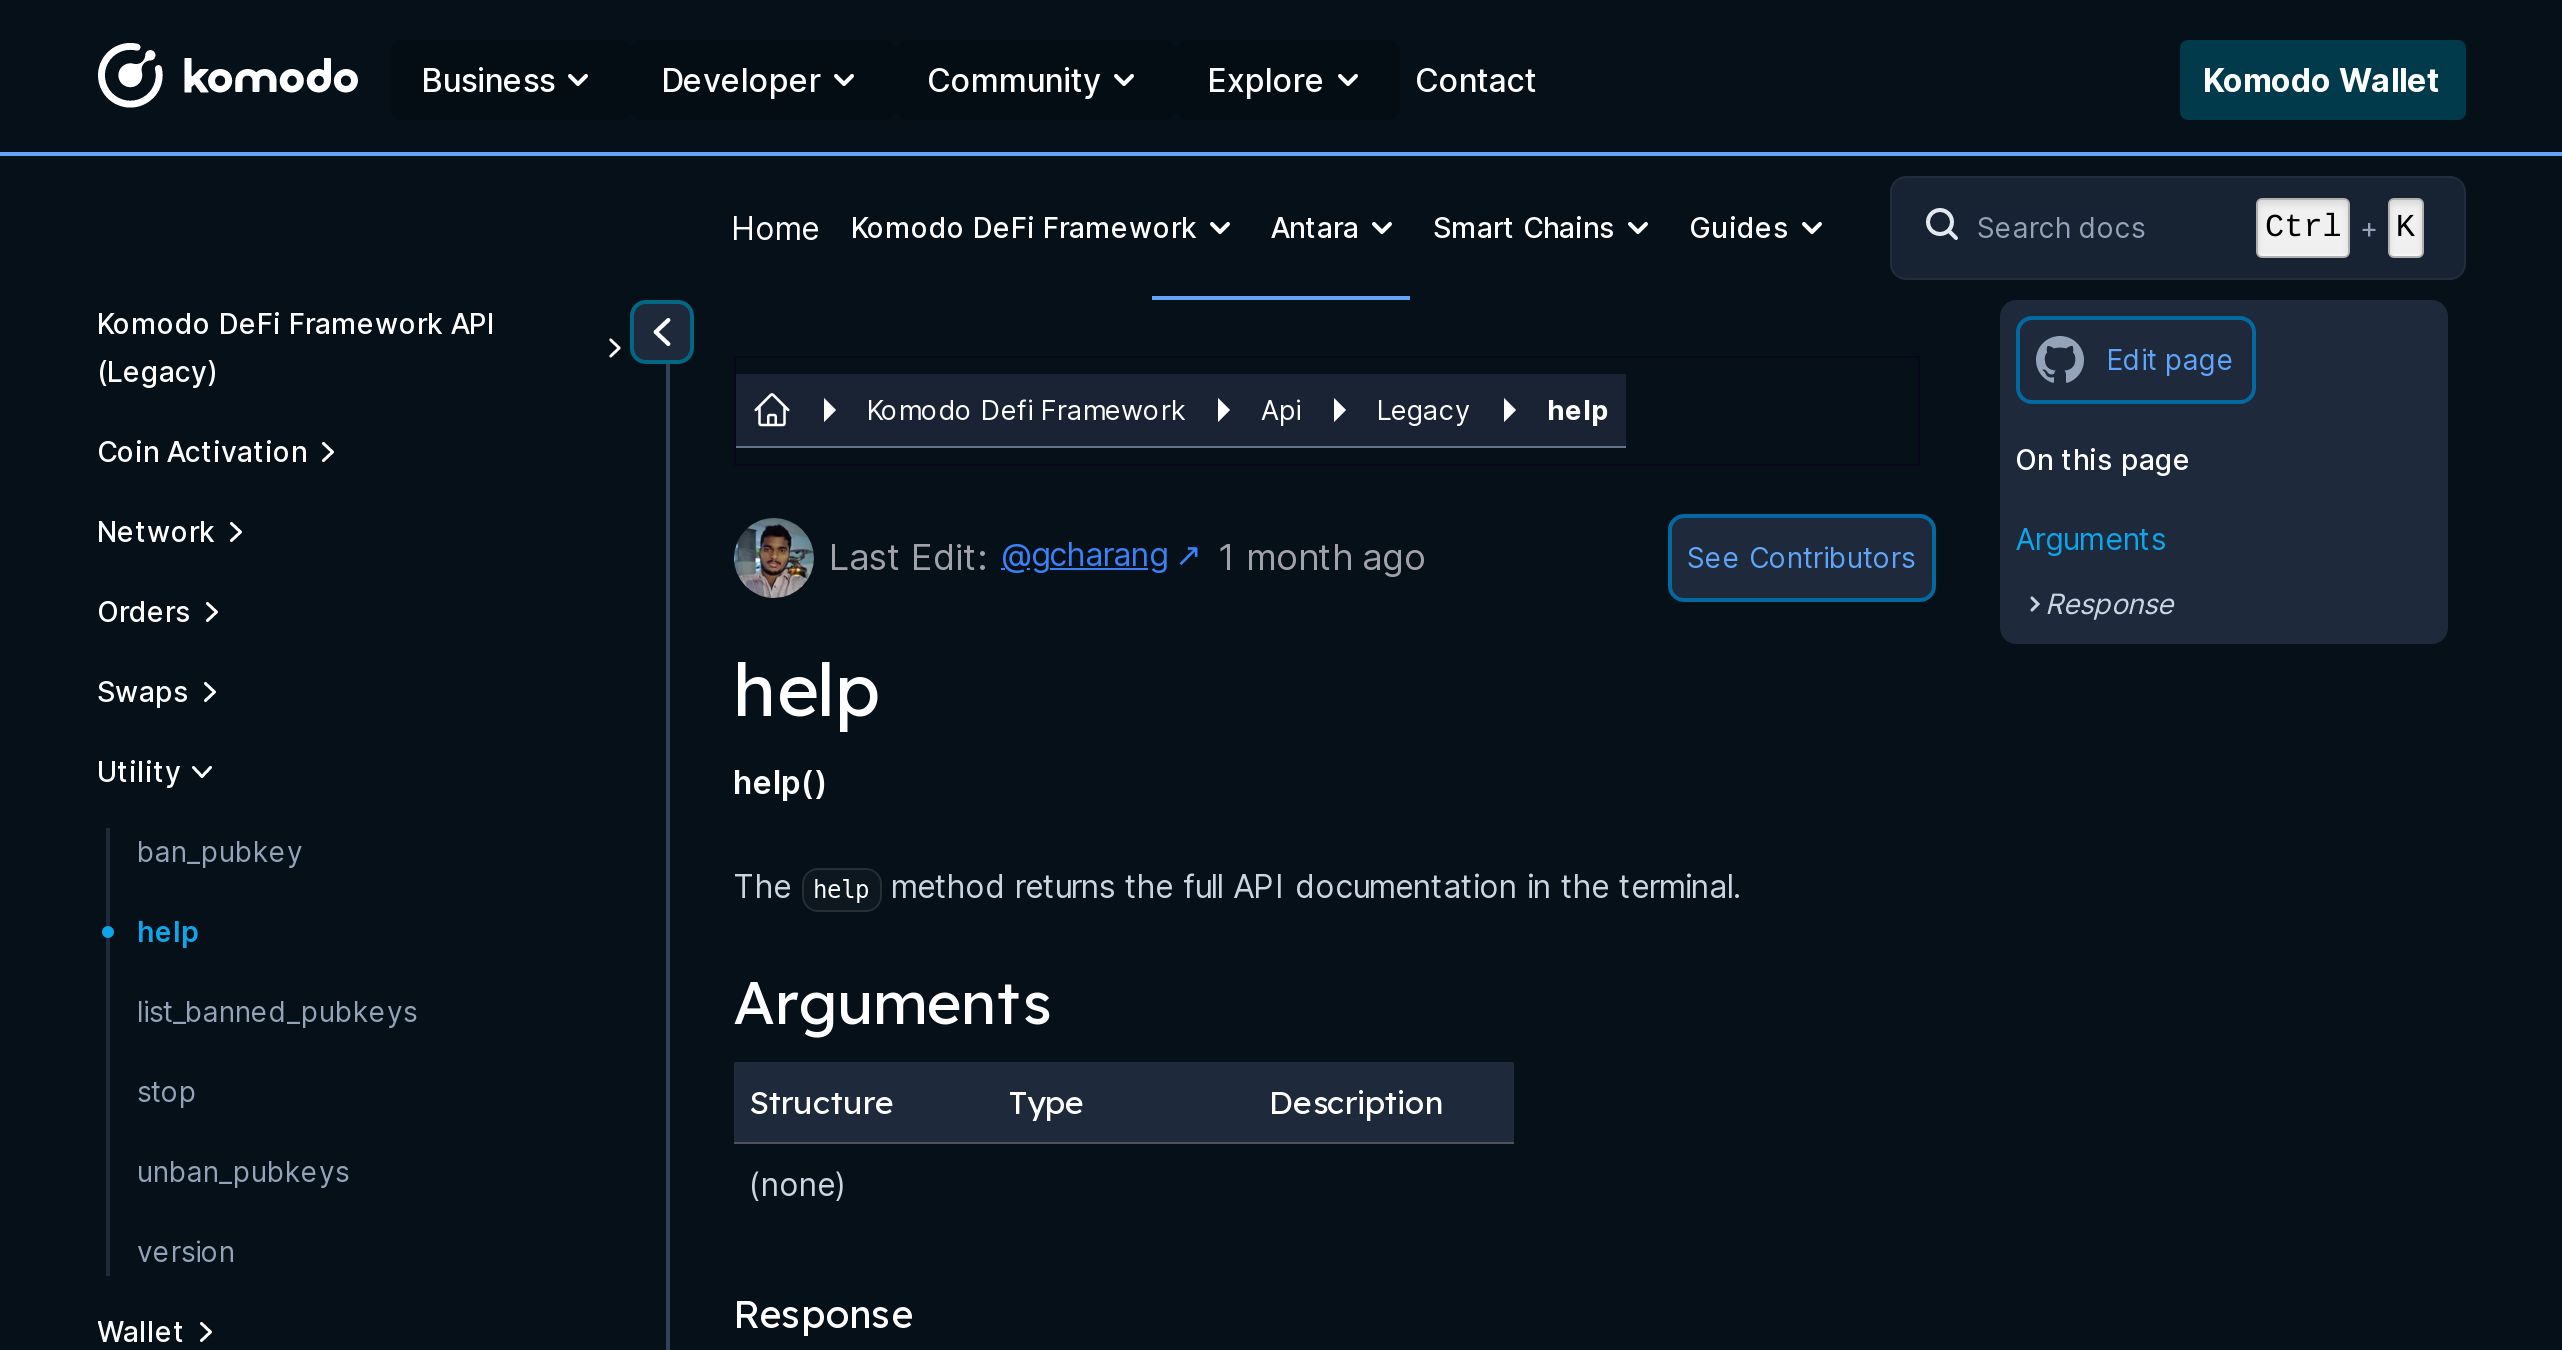 komodo
Business
Developer
Community
Explore
Contact
Komodo Wallet
Home
Komodo DeFi Framework
Antara
Smart Chains
Guides
Search docs
Ctrl + K
Komodo DeFi Framework API
(Legacy)
Coin Activation
Network
Orders
Swaps
Utility
ban_pubkey
help
list_banned_pubkeys
stop
unban_pubkeys
version
Wallet
Komodo Defi Framework
Api
Legacy
help
Last Edit: @gcharang ↗ 1 month ago
See Contributors
help
help()
The help method returns the full API documentation in the terminal.
Arguments
Structure Type Description
(none)
Response
Edit page
On this page
Arguments
Response